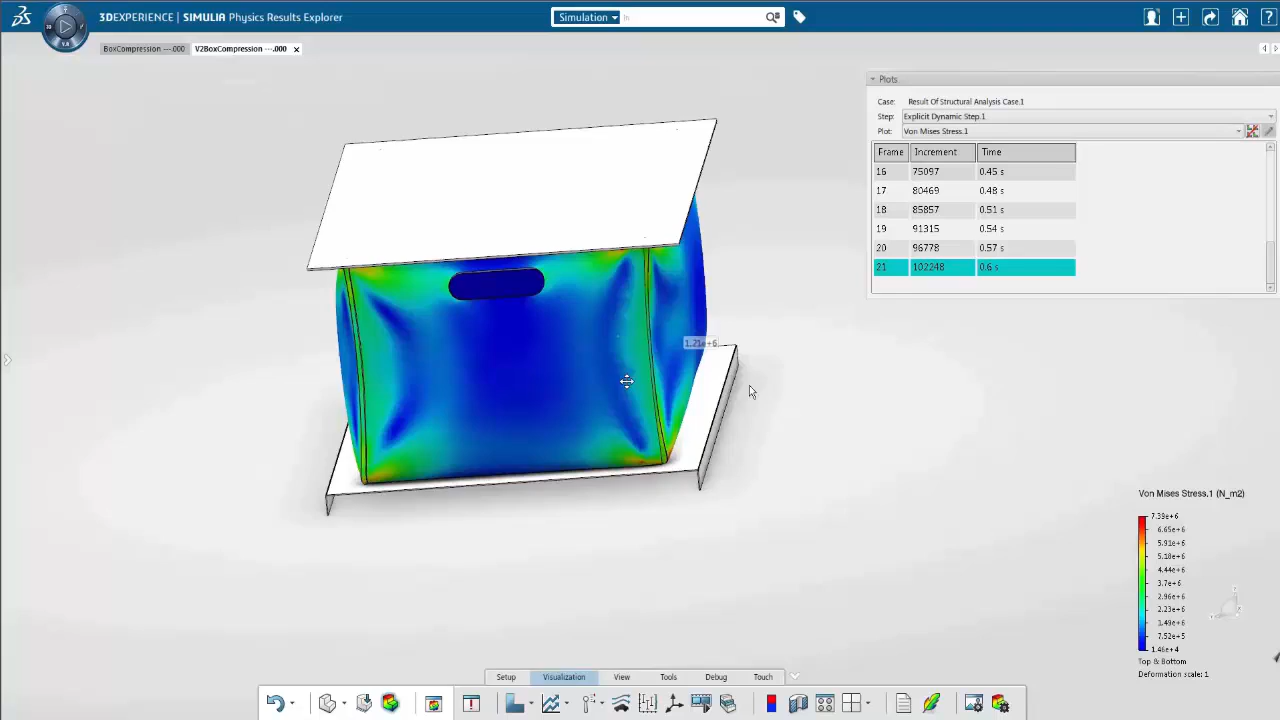 3DEXPERIENCE | SIMULIA Physics Results Explorer
Simulation
BoxCompression ---.000
V2BoxCompression ---.000
Plots
Case: Result Of Structural Analysis Case.1
Step: Explicit Dynamic Step.1
Plot: Von Mises Stress.1
Frame Increment Time
16 75097 0.45 s
17 80469 0.48 s
18 85857 0.51 s
19 91315 0.54 s
20 96778 0.57 s
21 102248 0.6 s
1.21e+6
Von Mises Stress.1 (N_m2)
7.39e+6
6.65e+6
5.91e+6
5.18e+6
4.44e+6
3.7e+6
2.96e+6
2.23e+6
1.49e+6
7.52e+5
1.46e+4
Top & Bottom
Deformation scale: 1
Setup Visualization View Tools Debug Touch